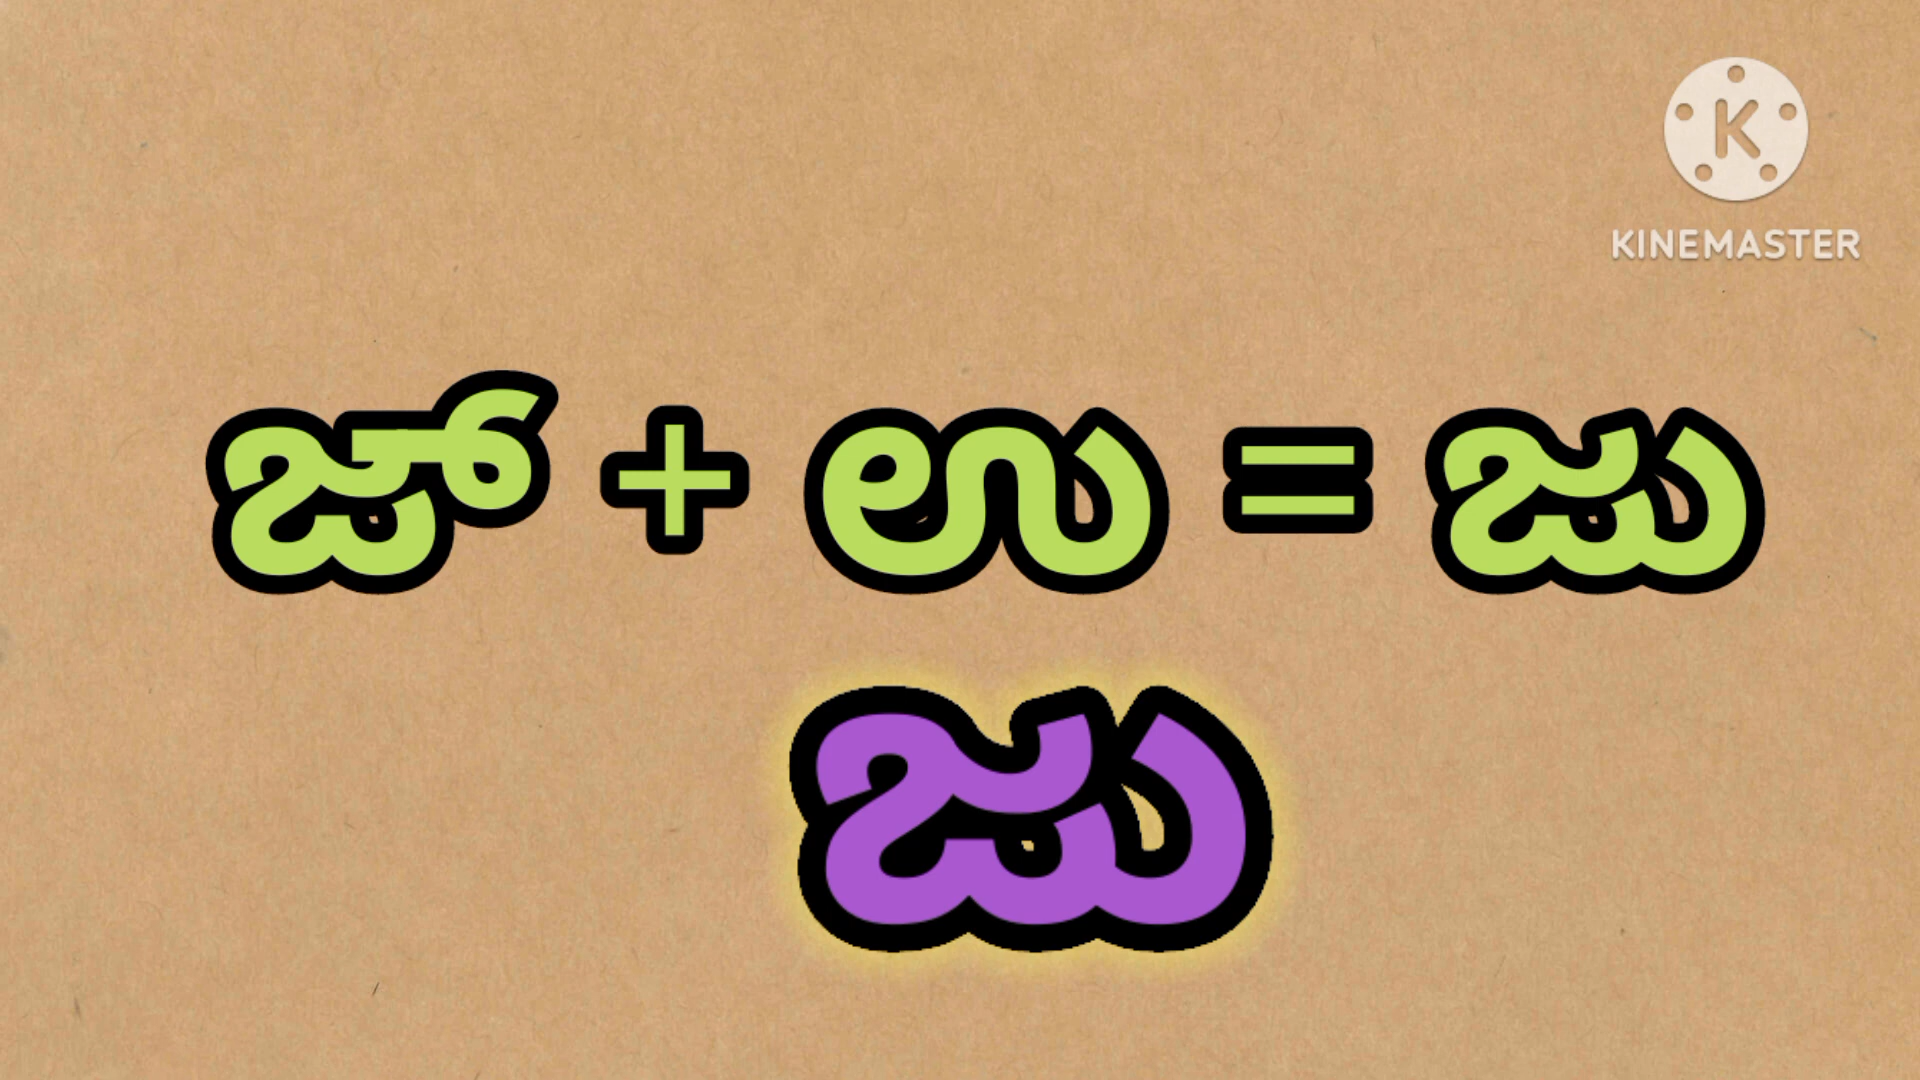 K
KINEMASTER
ಜ್ + ಉ = ಜು
ಜು